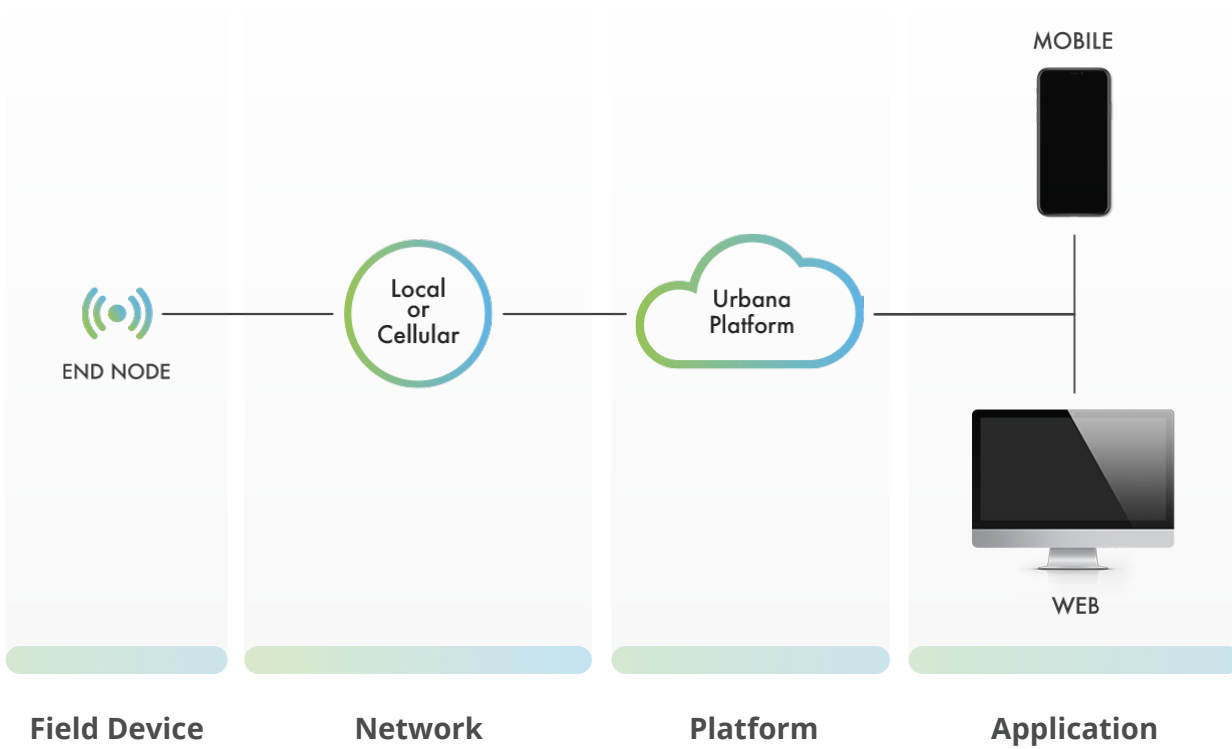 MOBILE
Local
or
Cellular
Urbana
Platform
END NODE
WEB
Field Device
Network
Platform
Application